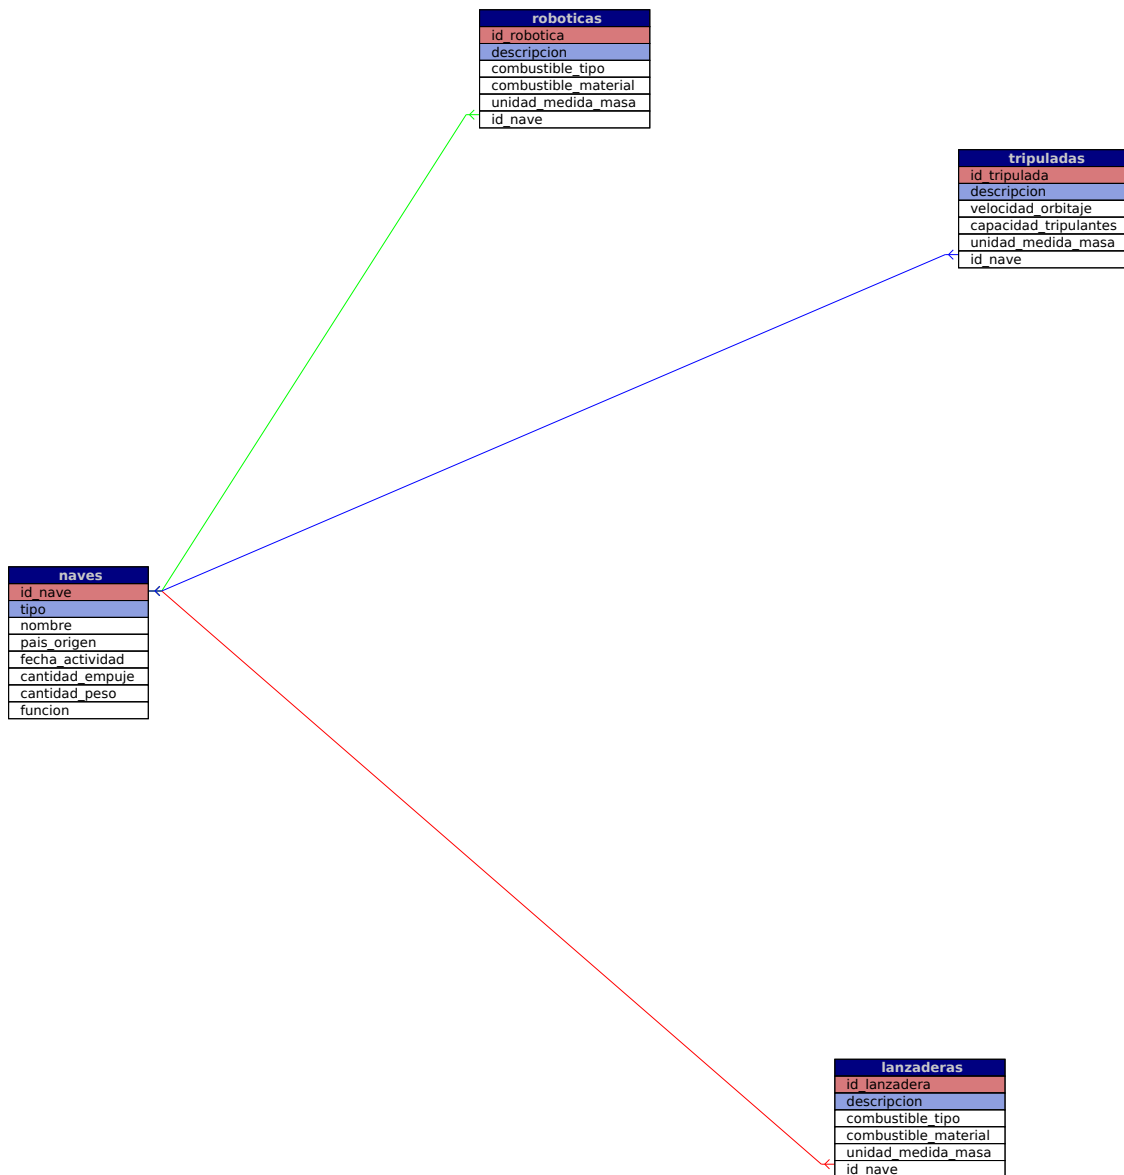 roboticas
id_robotica
descripcion
combustible_tipo
combustible_material
unidad_medida_masa
id_nave
tripuladas
id_tripulada
descripcion
velocidad_orbitaje
capacidad_tripulantes
unidad_medida_masa
id_nave
naves
id_nave
tipo
nombre
pais_origen
fecha_actividad
cantidad_empuje
cantidad_peso
funcion
lanzaderas
id_lanzadera
descripcion
combustible_tipo
combustible_material
unidad_medida_masa
id_nave